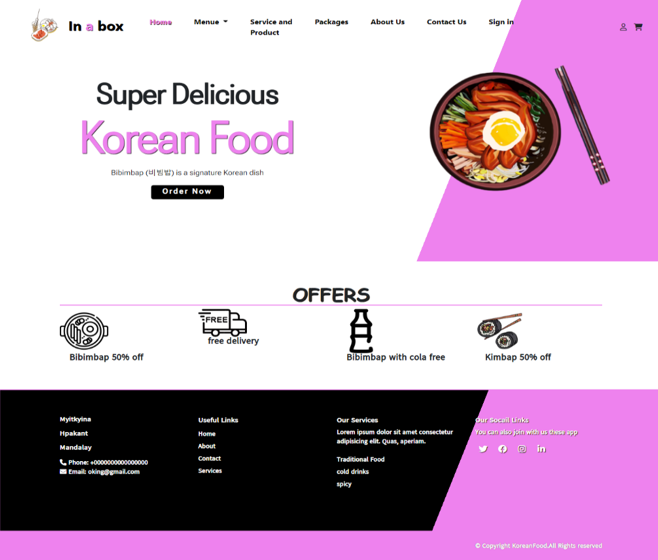 In a box
Home
Menue
Service and
Product
Packages
About Us
Contact Us
Sign in
Super Delicious
Korean Food
Bibimbap (비빔밥) is a signature Korean dish
Order Now
OFFERS
Bibimbap 50% off
FREE
free delivery
Bibimbap with cola free
Kimbap 50% off
Myitkyina
Hpakant
Mandalay
Phone: +0000000000000000
Email: oking@gmail.com
Useful Links
Home
About
Contact
Services
Our Services
Lorem ipsum dolor sit amet consectetur
adipisicing elit. Quas, aperiam.
Traditional Food
cold drinks
spicy
Our Socail Links
You can also join with us these app
© Copyright KoreanFood.All Rights reserved